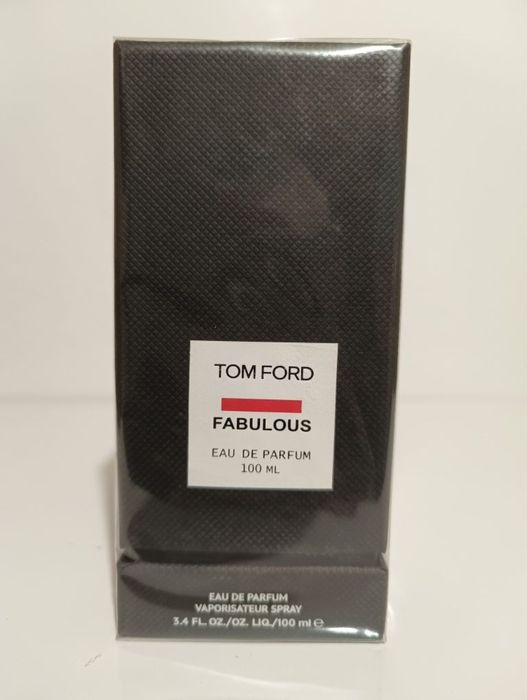 TOM FORD
FABULOUS
EAU DE PARFUM
100 ML
EAU DE PARFUM
VAPORISATEUR SPRAY
3.4 FL. OZ./OZ. LIQ./100 ml ℮